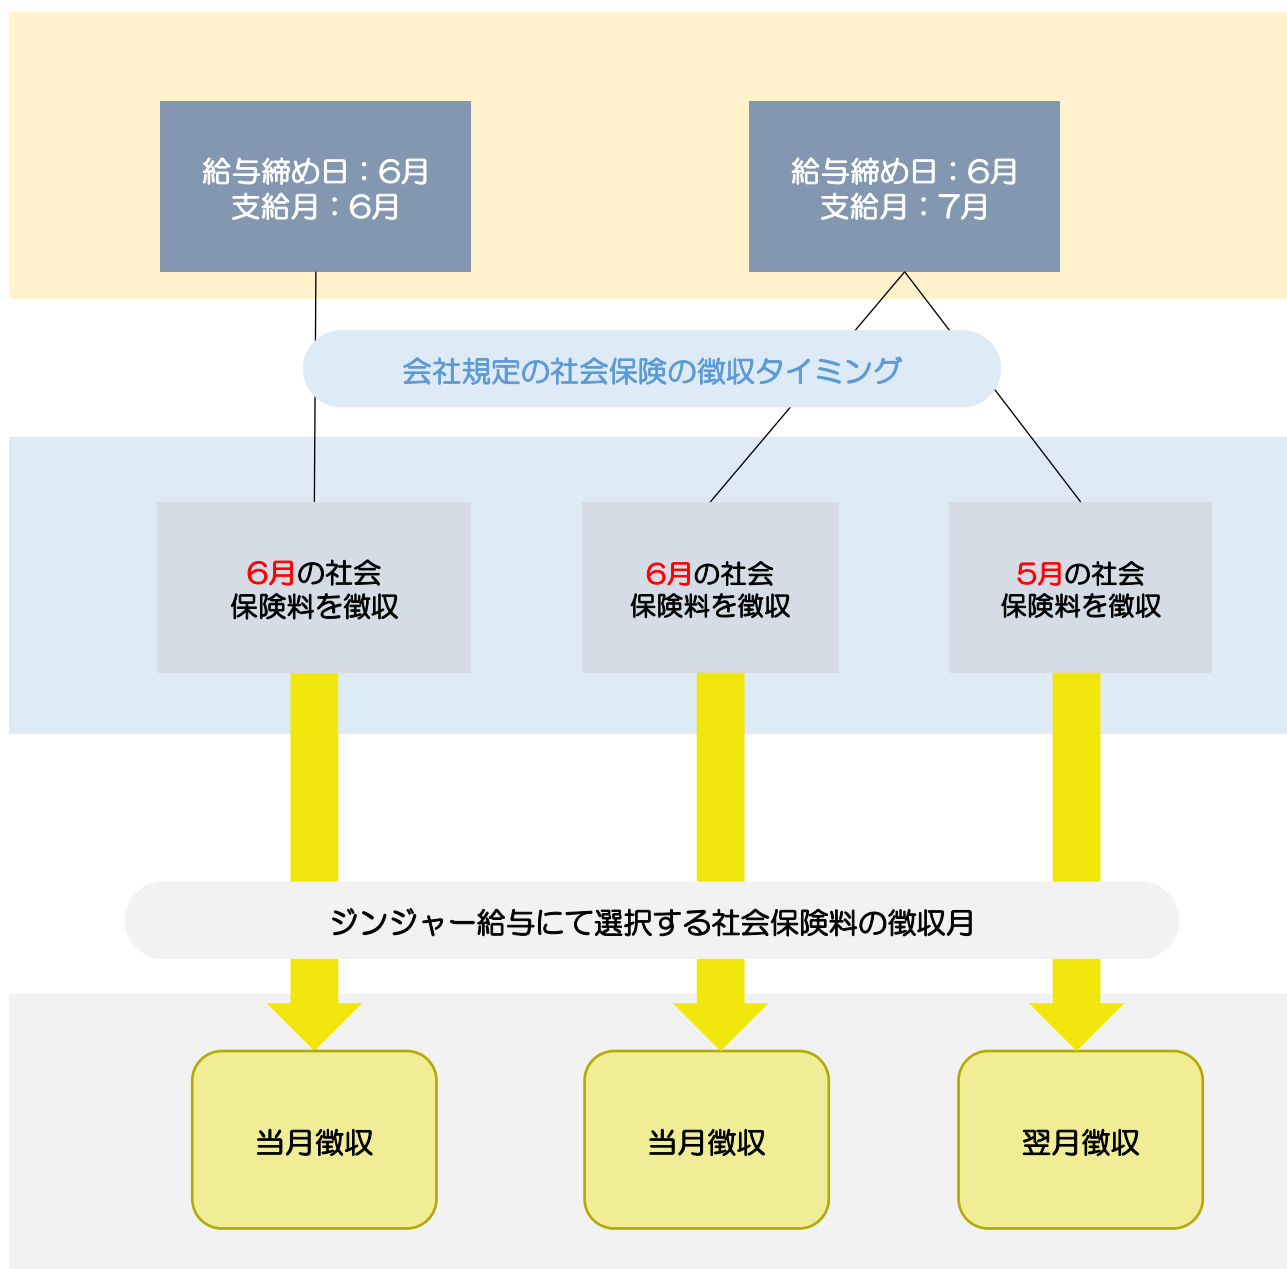 給与締め日：6月
支給月：6月
給与締め日：6月
支給月：7月
会社規定の社会保険の徴収タイミング
6月の社会
保険料を徴収
6月の社会
保険料を徴収
5月の社会
保険料を徴収
ジンジャー給与にて選択する社会保険料の徴収月
当月徴収
当月徴収
翌月徴収